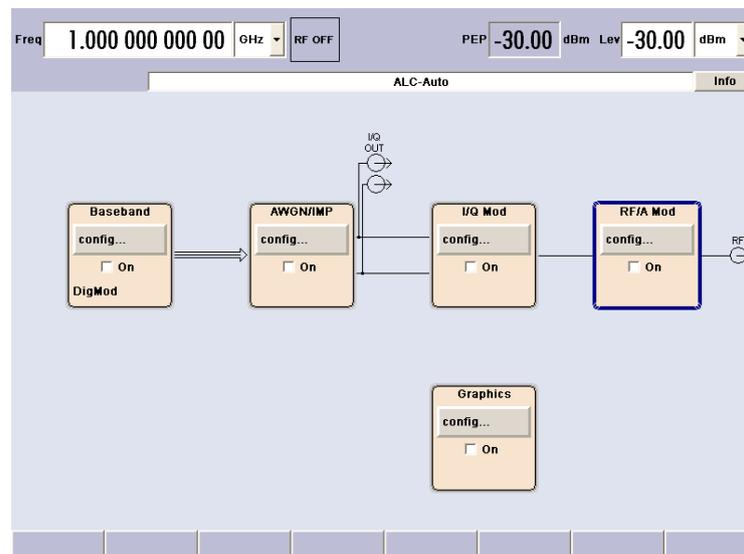 Freq 1.000 000 000 00 GHz RF OFF PEP -30.00 dBm Lev -30.00 dBm
ALC-Auto Info
I/Q
OUT
Baseband AWGN/IMP I/Q Mod RF/A Mod
config... config... config... config...
RF
On On On On
DigMod
Graphics
config...
On